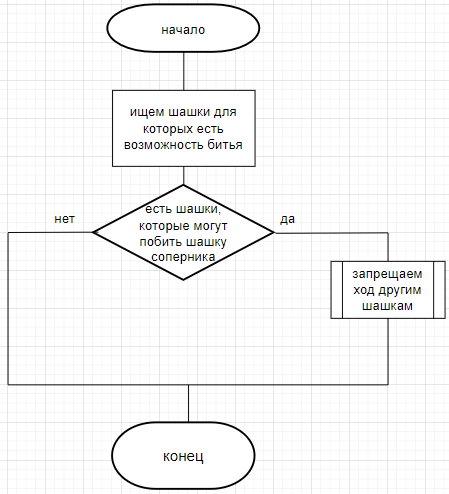 начало
ищем шашки для
которых есть
возможность битья
есть шашки,
которые могут
побить шашку
соперника
нет
да
запрещаем
ход другим
шашкам
конец